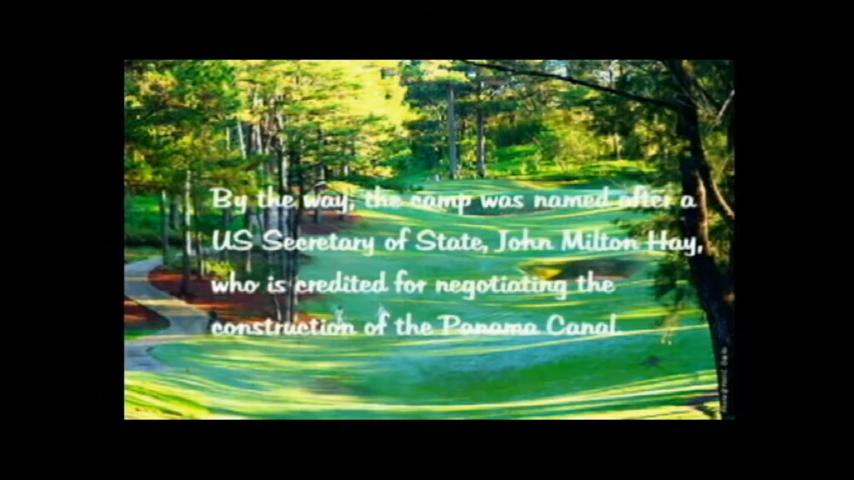 By the way, the camp was named after a
US Secretary of State, John Milton Hay,
who is credited for negotiating the
construction of the Panama Canal.